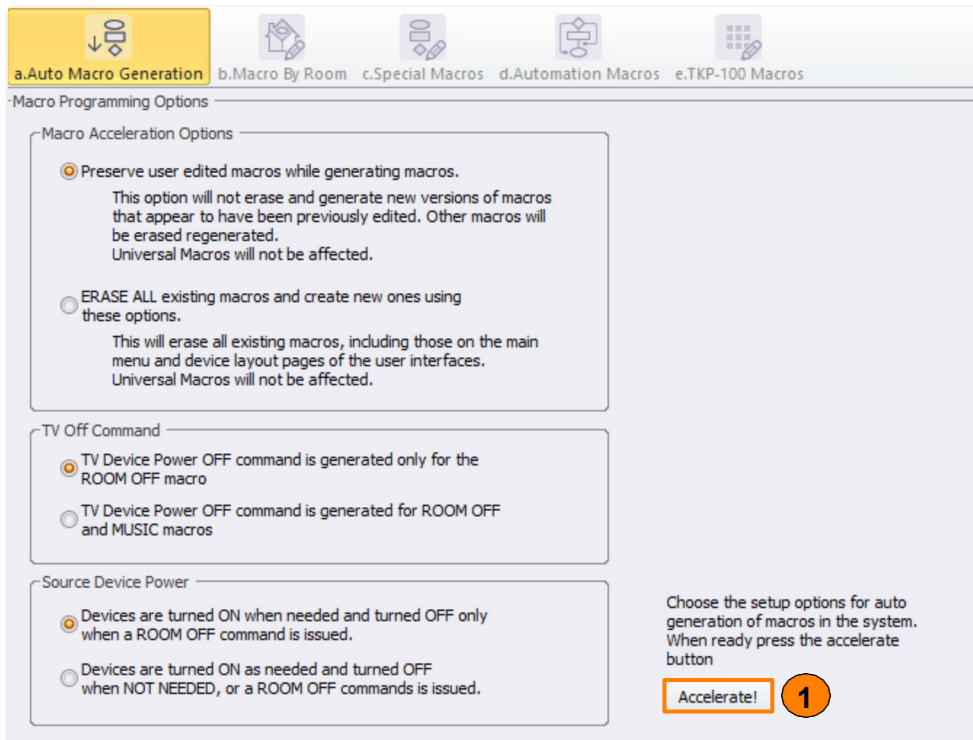 a.Auto Macro Generation b.Macro By Room c.Special Macros d.Automation Macros e.TKP-100 Macros
Macro Programming Options
Macro Acceleration Options
Preserve user edited macros while generating macros.
This option will not erase and generate new versions of macros
that appear to have been previously edited. Other macros will
be erased regenerated.
Universal Macros will not be affected.
ERASE ALL existing macros and create new ones using
these options.
This will erase all existing macros, including those on the main
menu and device layout pages of the user interfaces.
Universal Macros will not be affected.
TV Off Command
TV Device Power OFF command is generated only for the
ROOM OFF macro
TV Device Power OFF command is generated for ROOM OFF
and MUSIC macros
Source Device Power
Devices are turned ON when needed and turned OFF only
when a ROOM OFF command is issued.
Devices are turned ON as needed and turned OFF
when NOT NEEDED, or a ROOM OFF commands is issued.
Choose the setup options for auto
generation of macros in the system.
When ready press the accelerate
button
Accelerate! 1